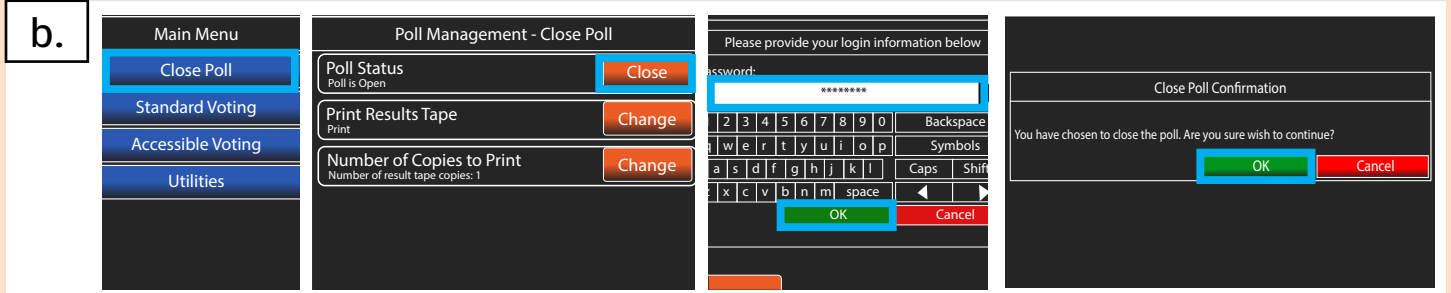 b.
Main Menu
Close Poll
Standard Voting
Accessible Voting
Utilities
Poll Management - Close Poll
Poll Status
Poll is Open
Close
Print Results Tape
Print
Change
Number of Copies to Print
Number of result tape copies: 1
Change
Please provide your login information below
assword:
********
2 3 4 5 6 7 8 9 0 Backspace
q w e r t y u i o p Symbols
a s d f g h j k l Caps Shift
x c v b n m space
OK Cancel
Close Poll Confirmation
You have chosen to close the poll. Are you sure wish to continue?
OK Cancel